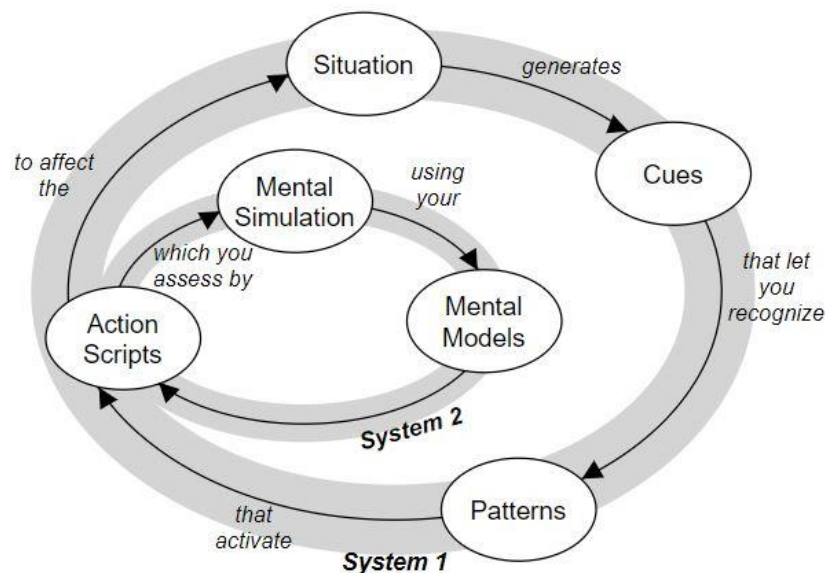 Situation
generates
Cues
that let
you
recognize
Patterns
that
activate
Action
Scripts
to affect
the
which you
assess by
Mental
Simulation
using
your
Mental
Models
System 2
System 1